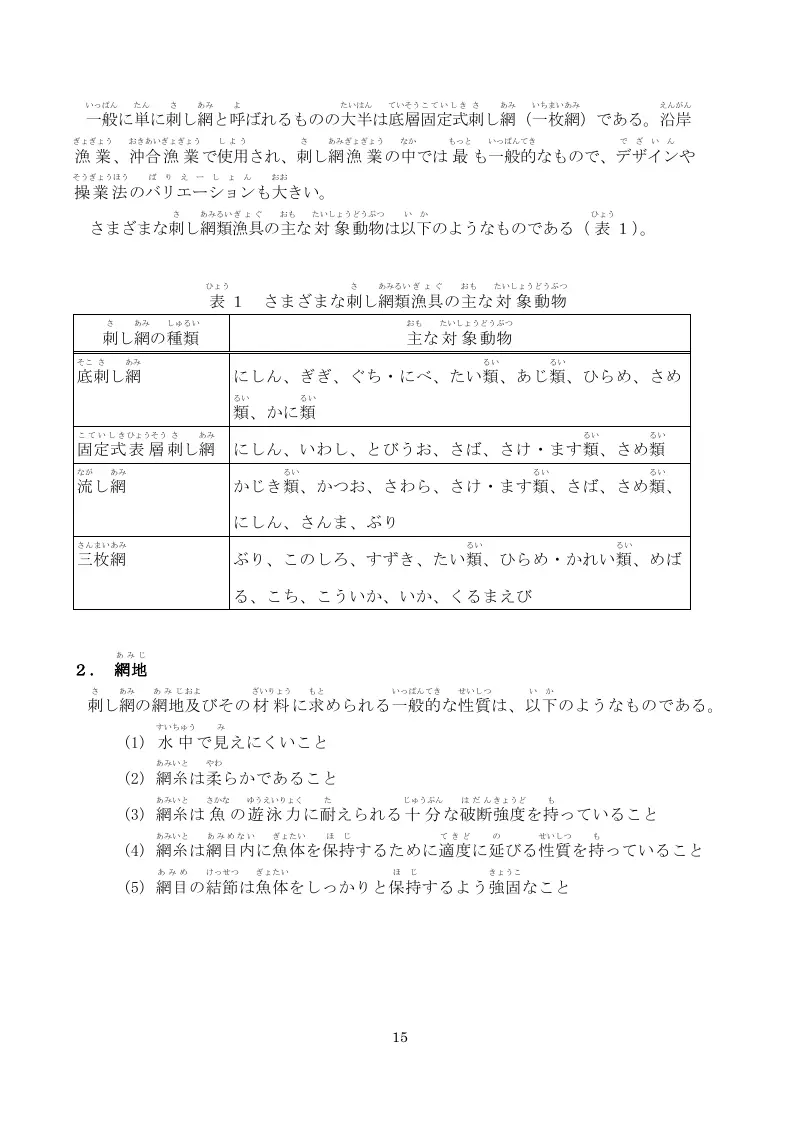 一般に単に刺し網と呼ばれるものの大半は底層固定式刺し網（一枚網）である。沿岸
漁業、沖合漁業で使用され、刺し網漁業の中では最も一般的なもので、デザインや
操業法のバリエーションも大きい。
さまざまな刺し網類漁具の主な対象動物は以下のようなものである（表１）。
表１　さまざまな刺し網類漁具の主な対象動物
刺し網の種類　主な対象動物
底刺し網　にしん、ぎぎ、ぐち・にべ、たい類、あじ類、ひらめ、さめ
類、かに類
固定式表層刺し網　にしん、いわし、とびうお、さば、さけ・ます類、さめ類
流し網　かじき類、かつお、さわら、さけ・ます類、さば、さめ類、
にしん、さんま、ぶり
三枚網　ぶり、このしろ、すずき、たい類、ひらめ・かれい類、めば
る、こち、こういか、いか、くるまえび
２．網地
刺し網の網地及びその材料に求められる一般的な性質は、以下のようなものである。
(1) 水中で見えにくいこと
(2) 網糸は柔らかであること
(3) 網糸は魚の遊泳力に耐えられる十分な破断強度を持っていること
(4) 網糸は網目内に魚体を保持するために適度に延びる性質を持っていること
(5) 網目の結節は魚体をしっかりと保持するよう強固なこと
15